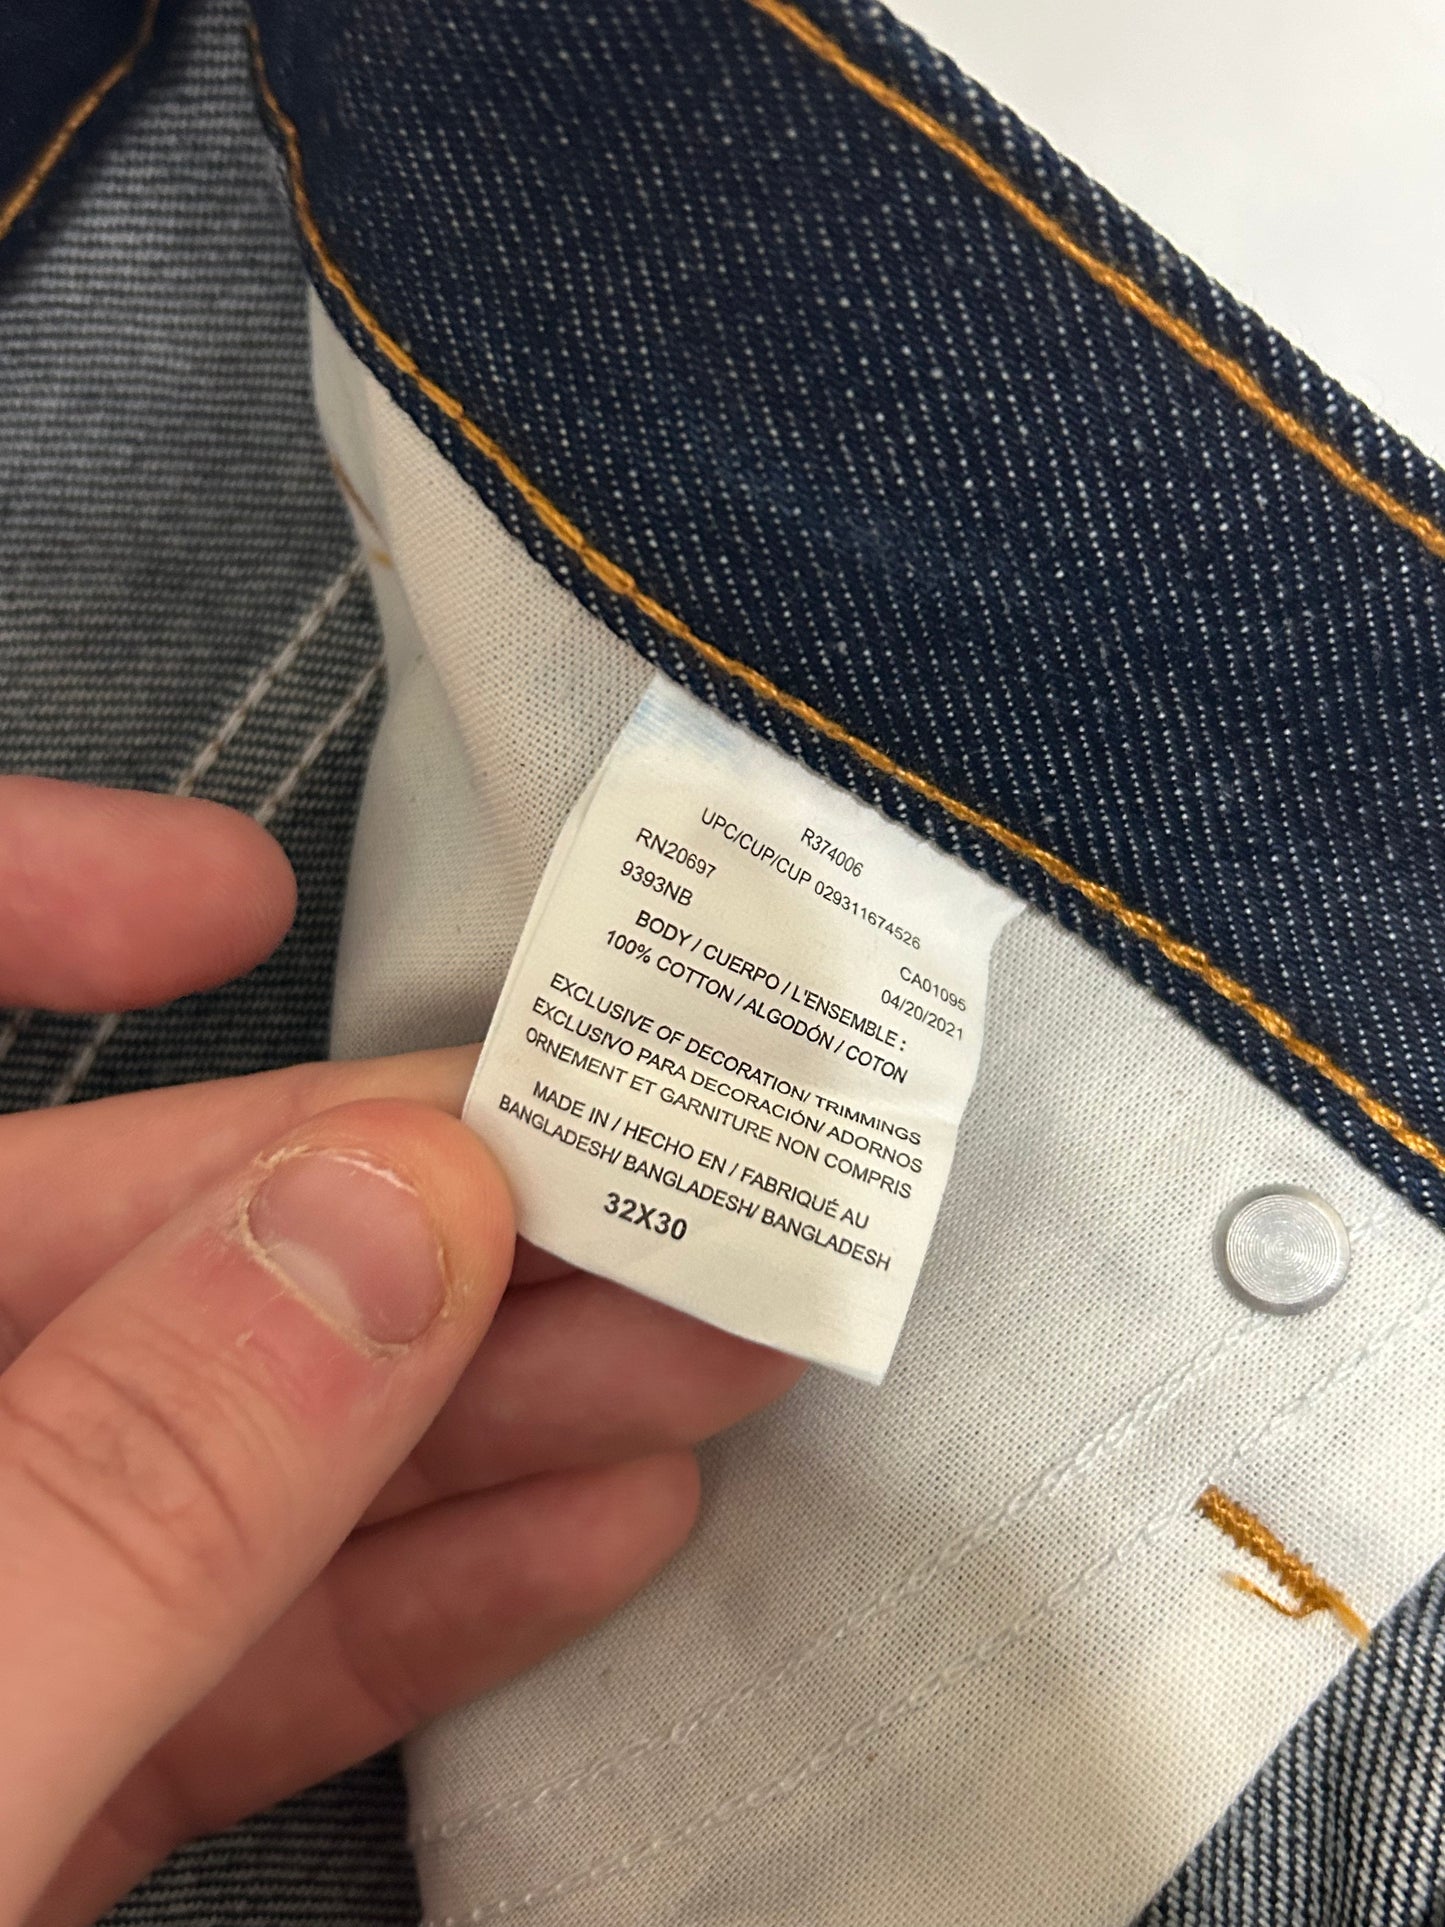 R374006
UPC/CUP/CUP 029311674526
RN20697 CA01095
9393NB 04/20/2021
BODY / CUERPO / L'ENSEMBLE :
100% COTTON / ALGODÓN / COTON
EXCLUSIVE OF DECORATION/ TRIMMINGS
EXCLUSIVO PARA DECORACIÓN/ ADORNOS
ORNEMENT ET GARNITURE NON COMPRIS
MADE IN / HECHO EN / FABRIQUÉ AU
BANGLADESH/ BANGLADESH/ BANGLADESH
32X30